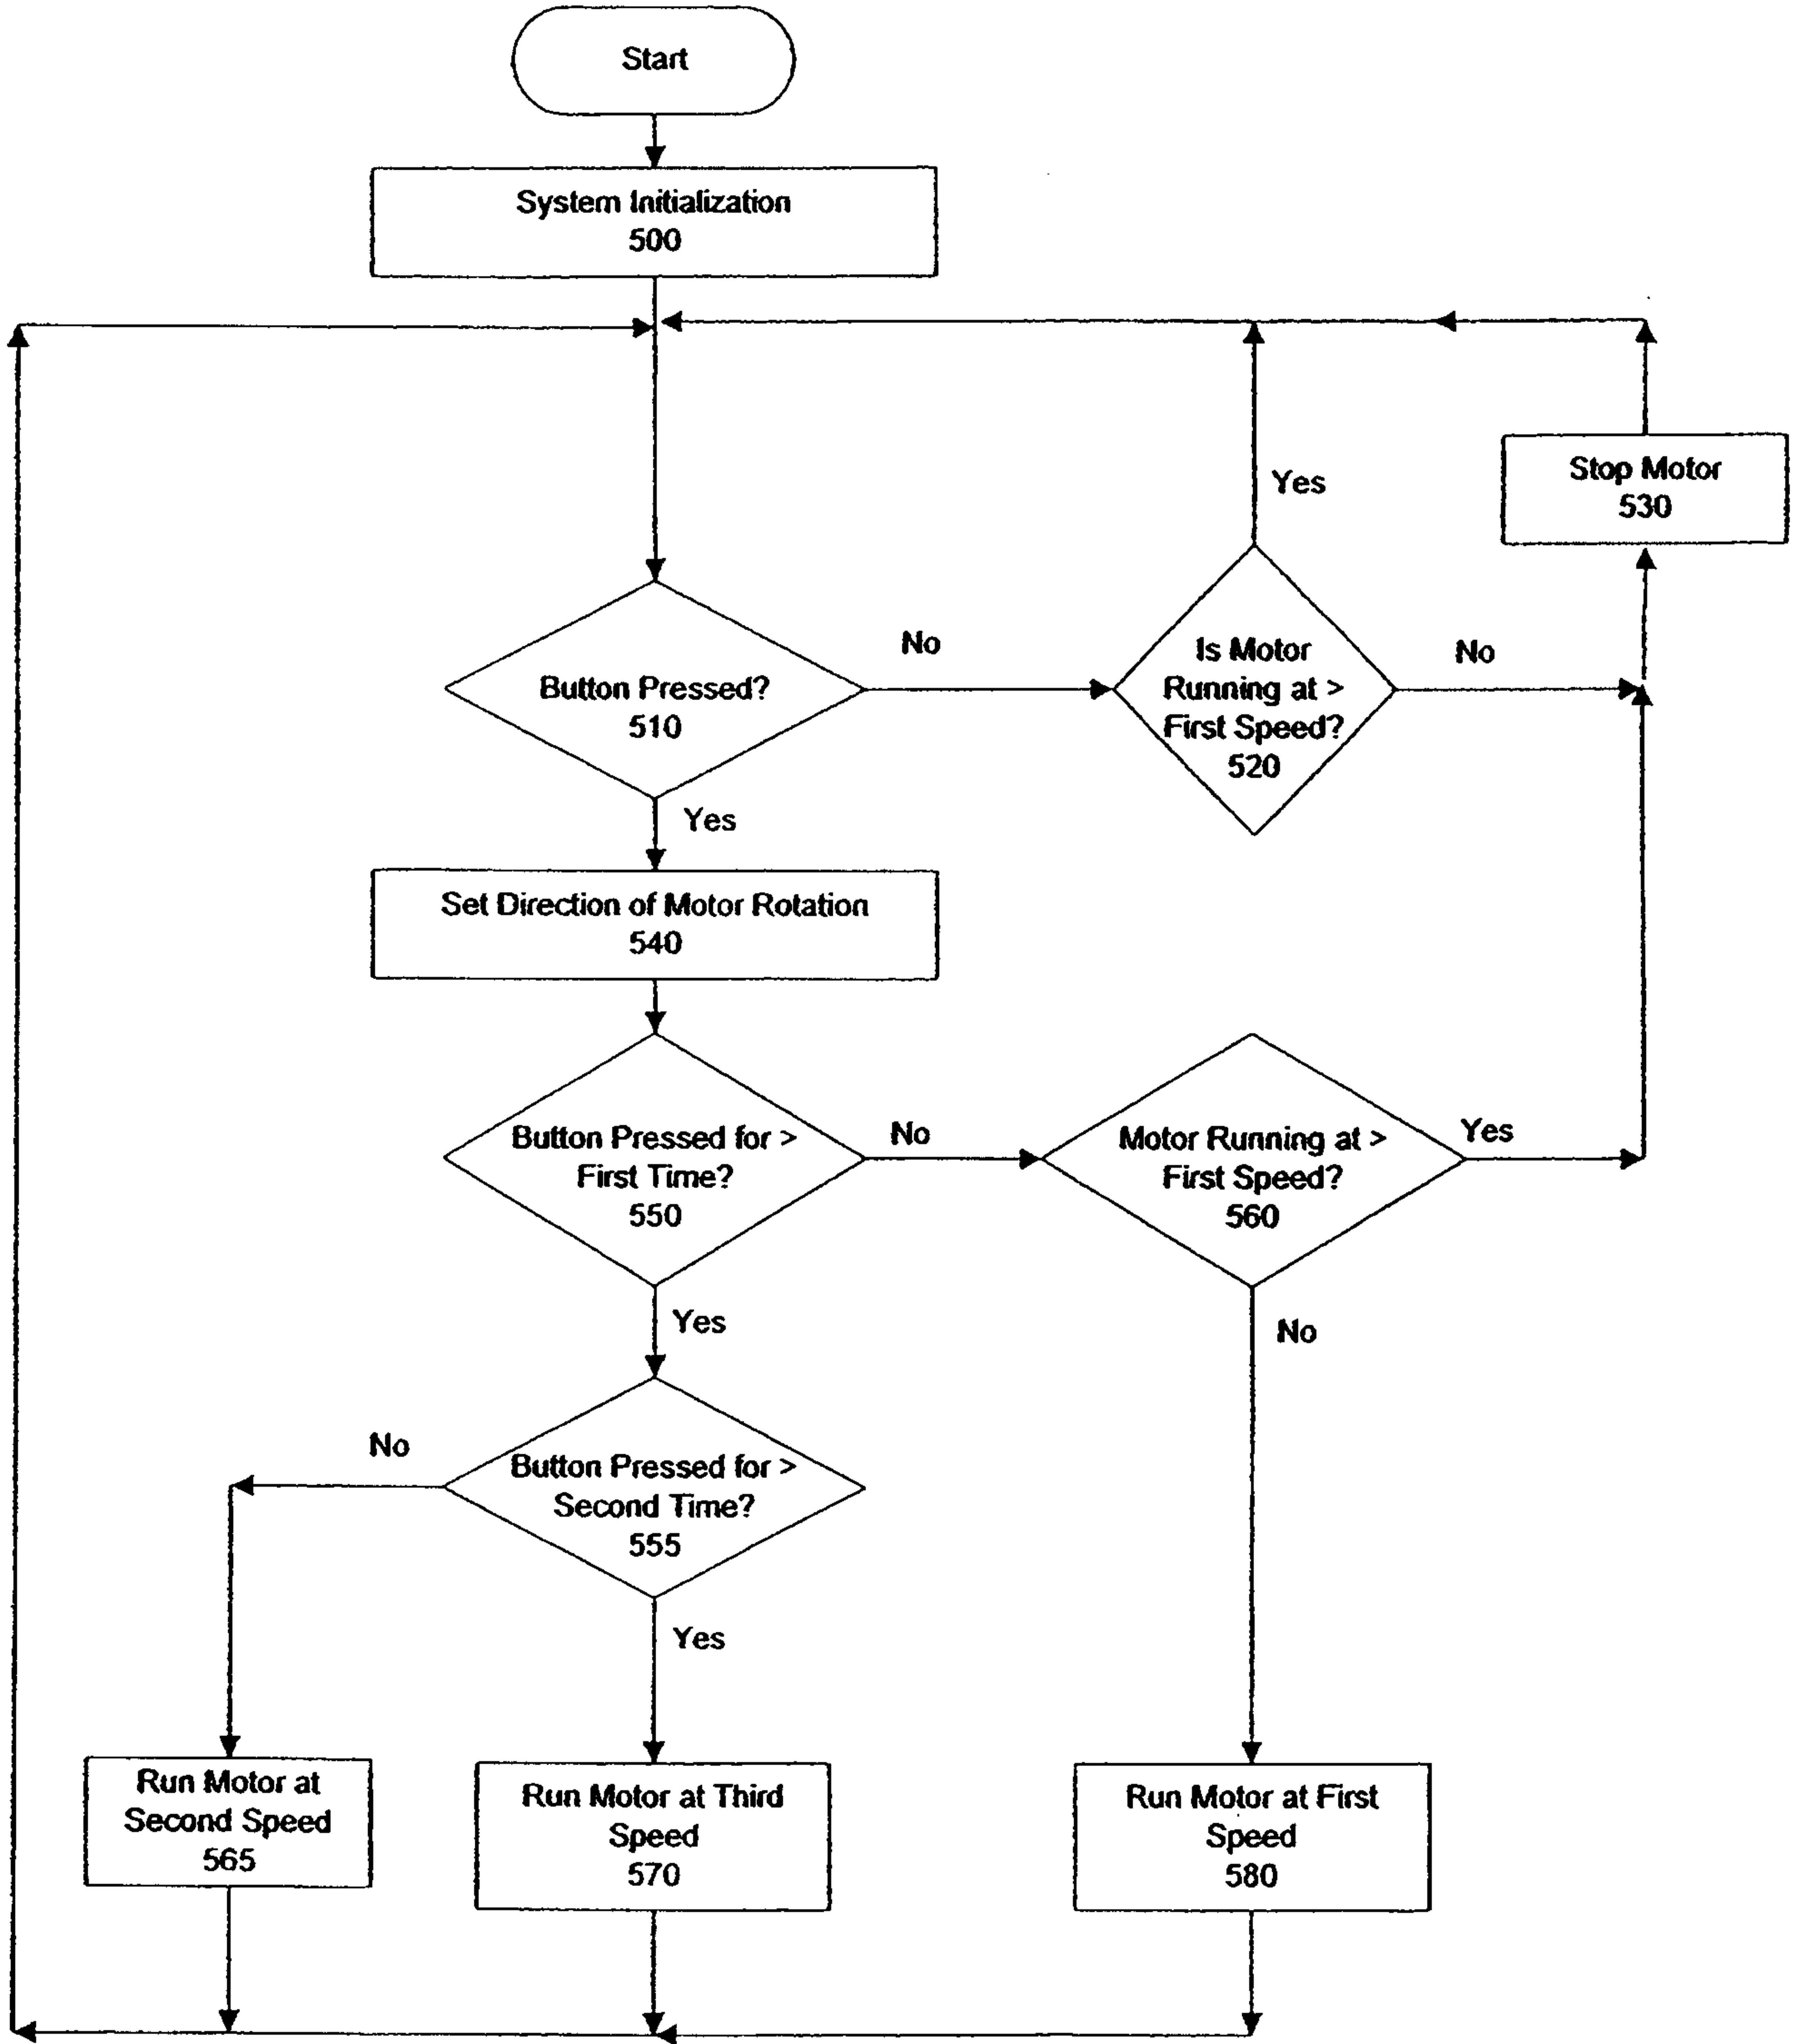 Start
System Initialization
500
Yes
Stop Motor
530
No
Is Motor
Running at >
First Speed?
520
No
Button Pressed?
510
Yes
Set Direction of Motor Rotation
540
Button Pressed for >
First Time?
550
No
Motor Running at >
First Speed?
560
Yes
Yes
No
No
Button Pressed for >
Second Time?
555
Yes
Run Motor at
Second Speed
565
Run Motor at Third
Speed
570
Run Motor at First
Speed
580